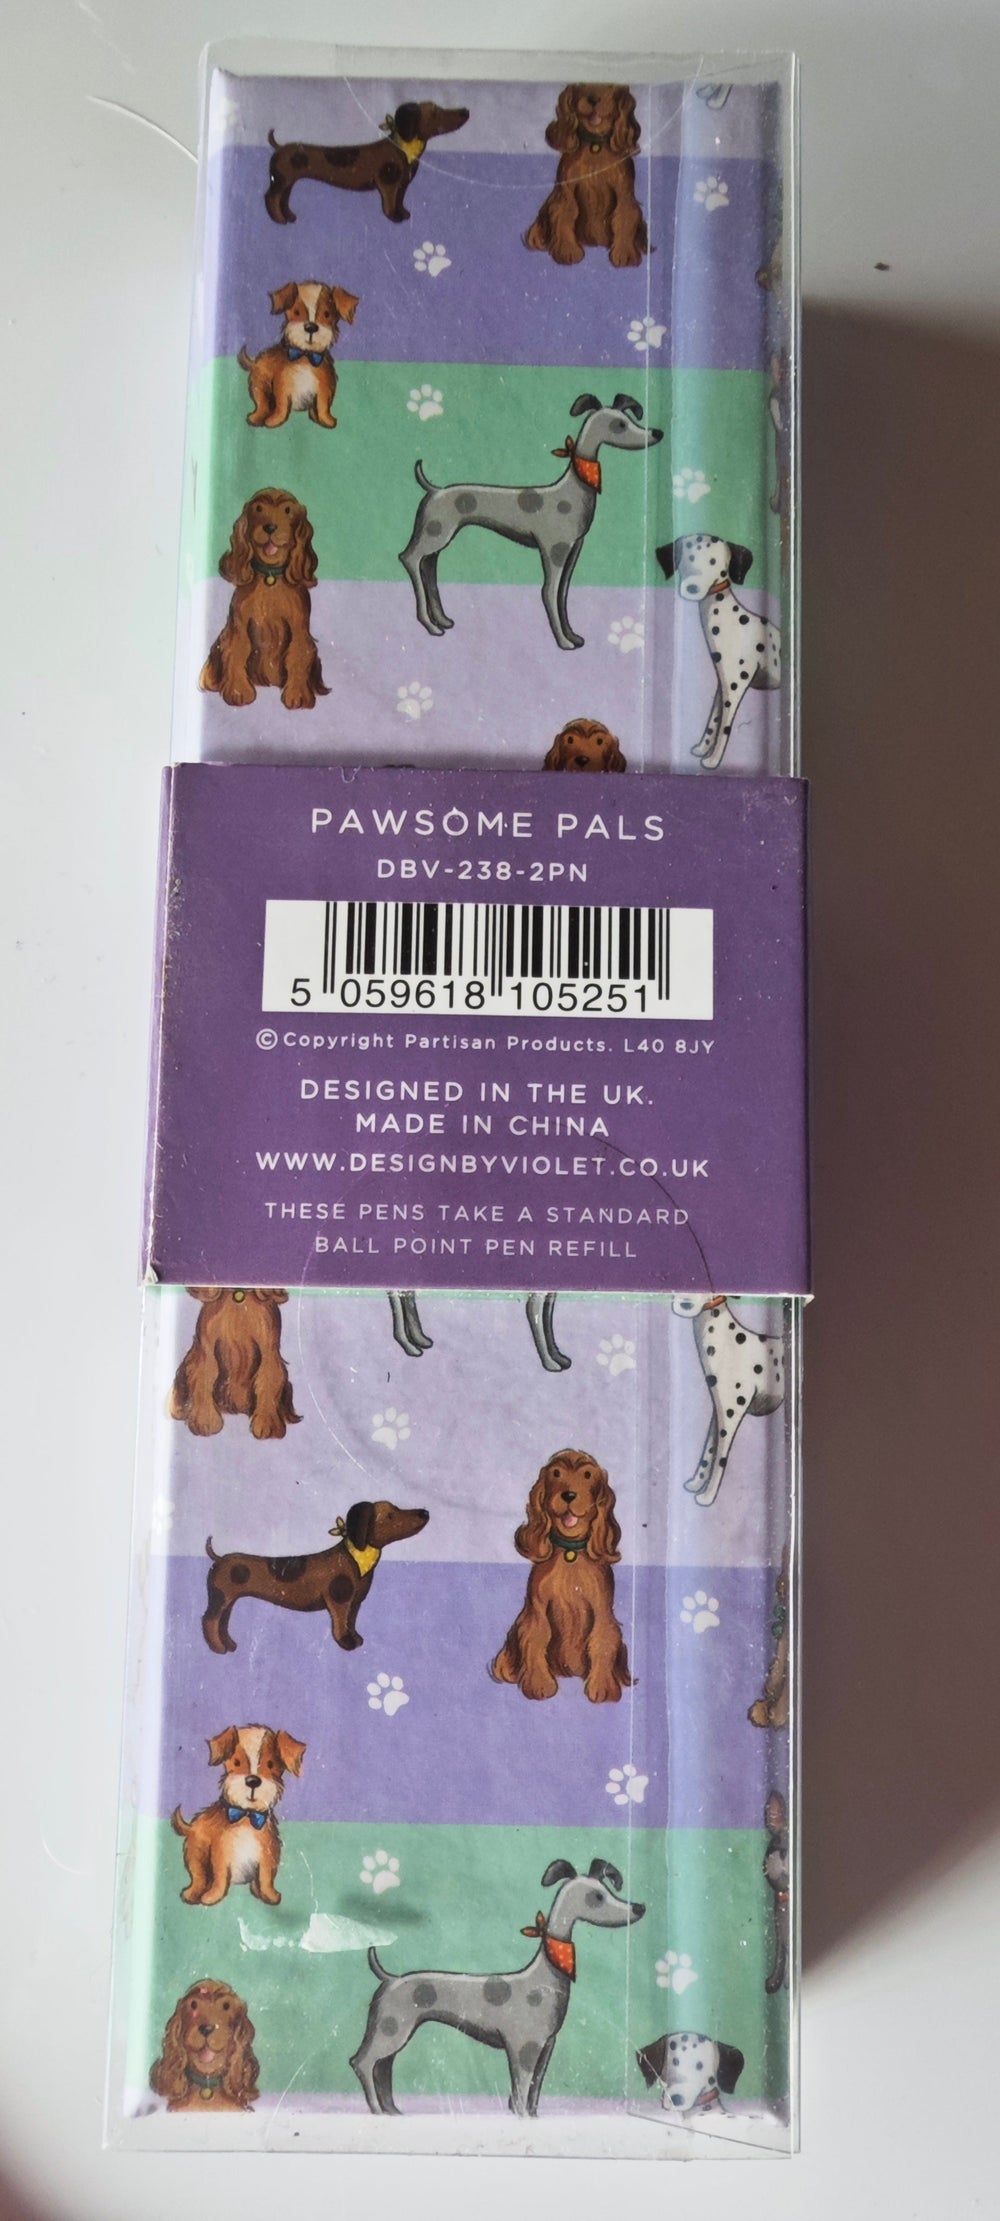 PAWSOME PALS
DBV-238-2PN
5 059618 105251
©Copyright Partisan Products. L40 8JY
DESIGNED IN THE UK.
MADE IN CHINA
WWW.DESIGNBYVIOLET.CO.UK
THESE PENS TAKE A STANDARD
BALL POINT PEN REFILL